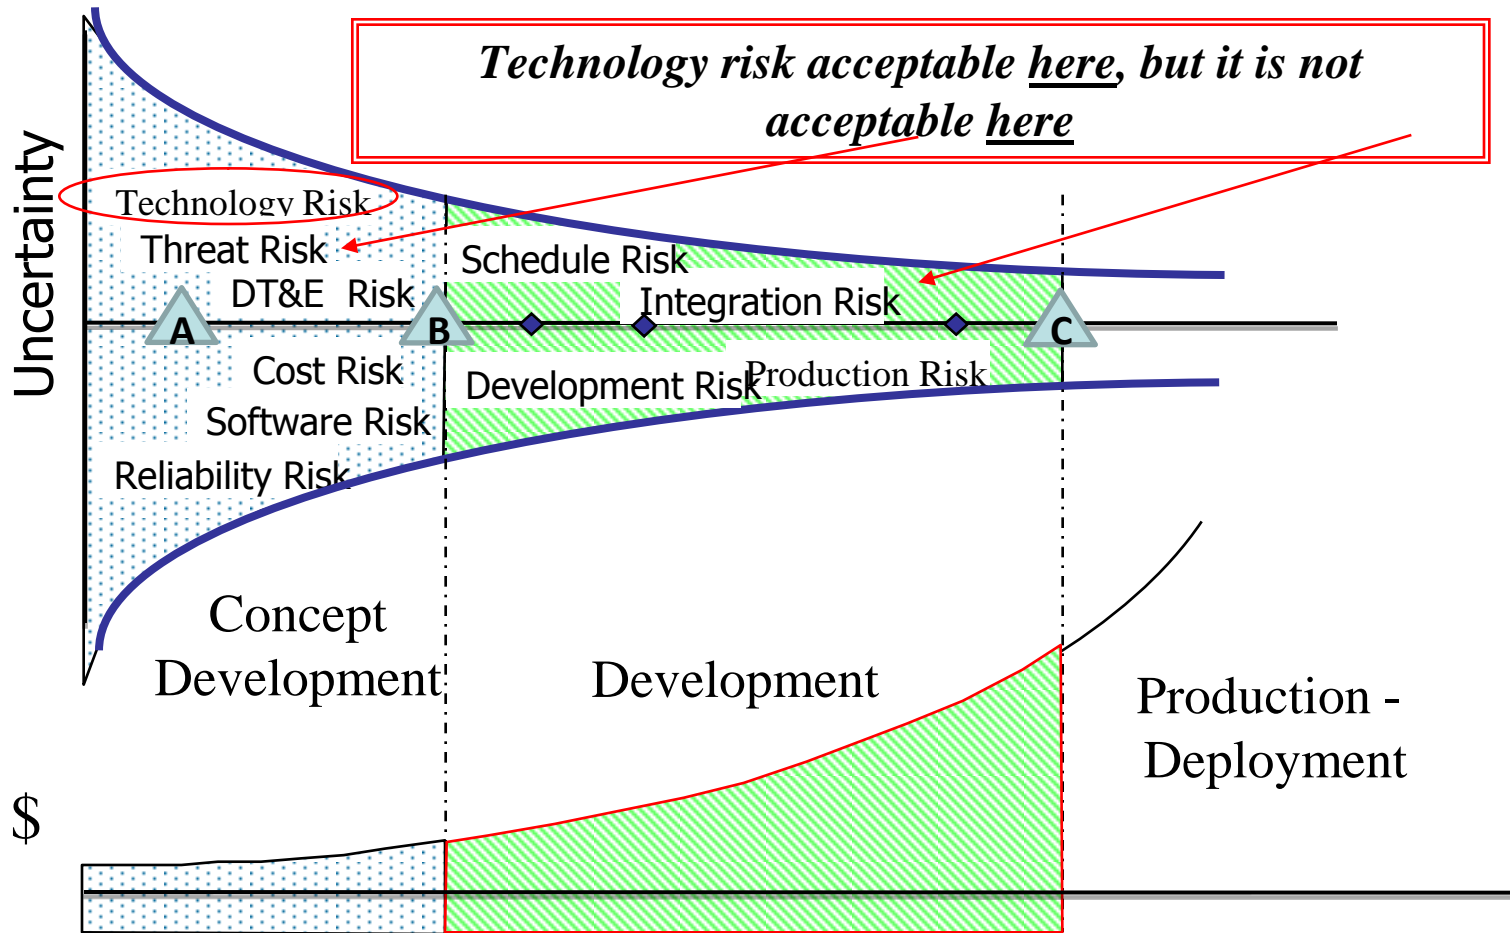 Technology risk acceptable here, but it is not
acceptable here
Uncertainty
Technology Risk
Threat Risk
DT&E Risk
Schedule Risk
Integration Risk
A
B
C
Cost Risk
Development Risk
Production Risk
Software Risk
Reliability Risk
Concept
Development
Development
Production -
Deployment
$